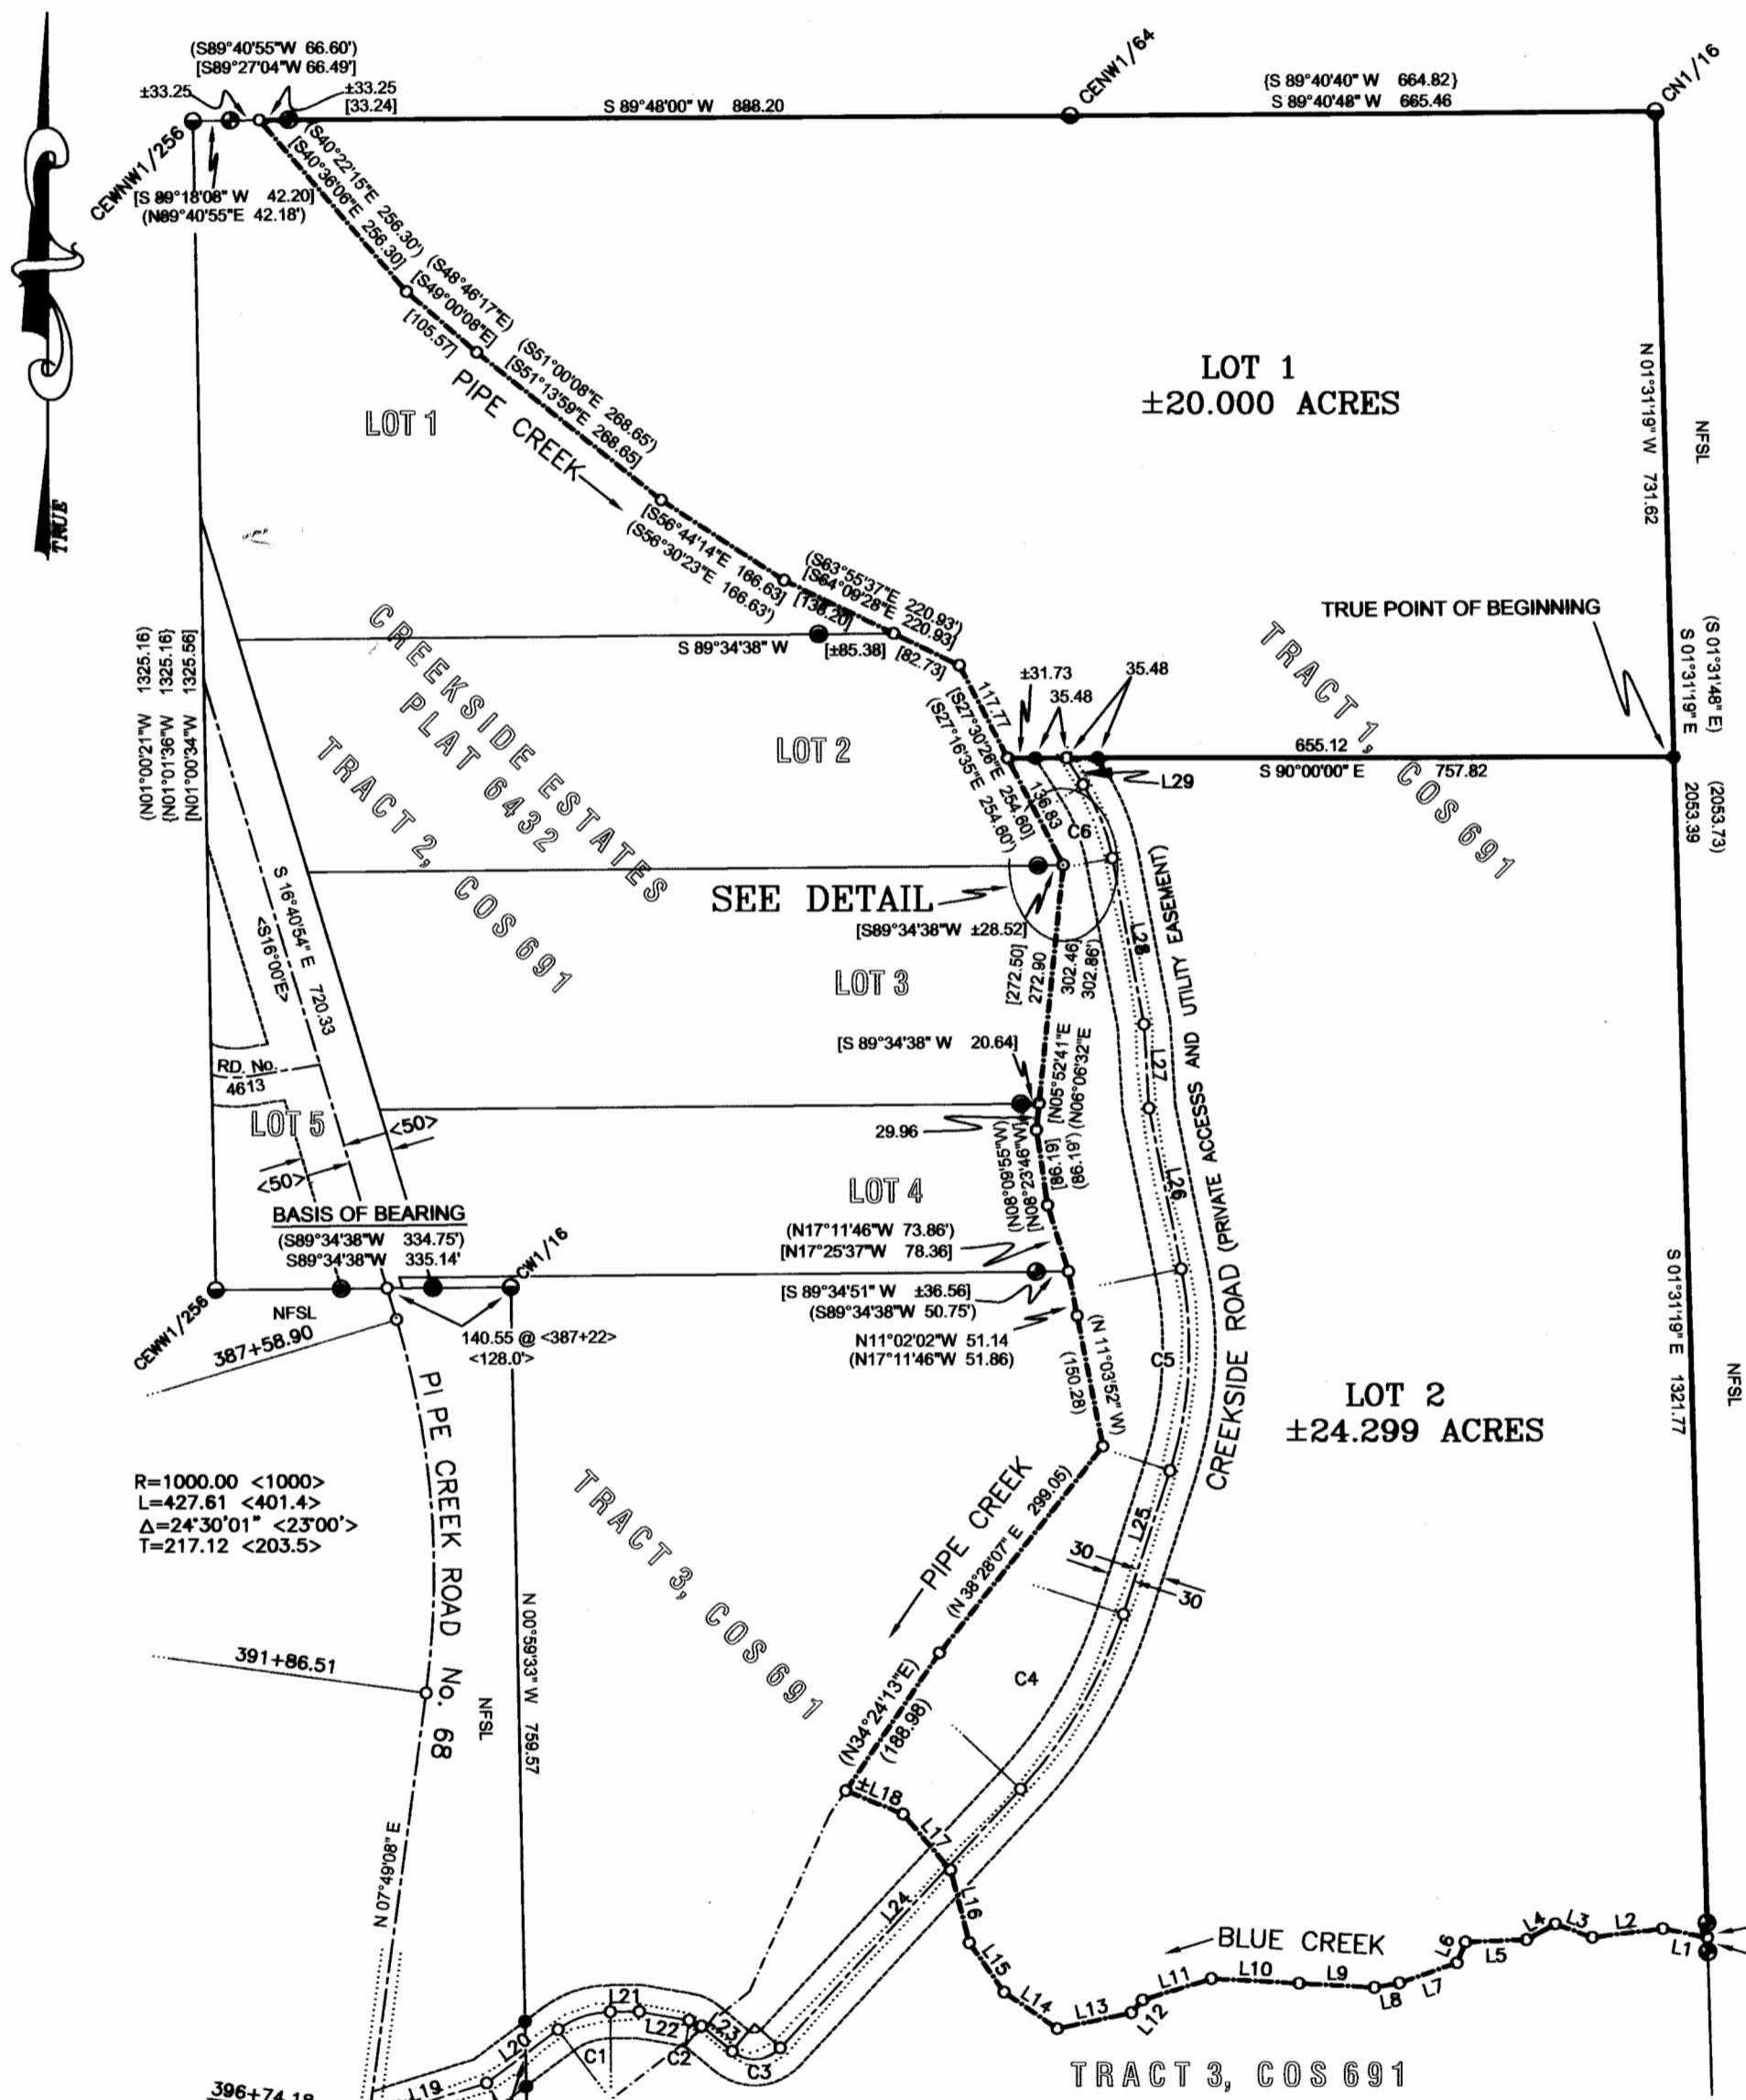 (S89°40'55"W 66.60')
[S89°27'04"W 66.49']
±33.25
±33.25
[33.24]
S 89°48'00" W 888.20
CENW1/64
{S 89°40'40" W 664.82}
S 89°40'48" W 665.46
CN1/16
CEWNW1/256
[S 89°18'08" W 42.20]
(N89°40'55"E 42.18')
(S40°22'15"E 256.30')
[S40°36'06"E 256.30]
(S48°46'17"E)
[S49°00'08"E]
[105.57]
(S51°00'08"E 268.65')
[S51°13'59"E 268.65]
PIPE CREEK
LOT 1
LOT 1
±20.000 ACRES
N 01°31'19" W 731.62
NFSL
TRUE
[S56°44'14"E 166.63]
(S56°30'23"E 166.63')
(S63°55'37"E 220.93')
[S64°09'28"E 220.93]
[138.20]
S 89°34'38" W
[±85.38]
[82.73]
TRUE POINT OF BEGINNING
(S 01°31'48" E)
S 01°31'19" E
(2053.73)
2053.39
(N01°00'21"W 1325.16)
{N01°01'36"W 1325.16}
[N01°00'34"W 1325.56]
CREEKSIDE ESTATES
PLAT 6432
TRACT 2, COS 691
LOT 2
117.77
[S27°30'26"E 254.60]
(S27°16'35"E 254.60')
136.83
±31.73
35.48
35.48
655.12
S 90°00'00" E 757.82
L29
TRACT 1, COS 691
C6
SEE DETAIL
[S89°34'38"W ±28.52]
S 16°40'54" E 720.33
<S16°00'E>
LOT 3
[272.50]
272.90
302.46
302.86')
[N05°52'41"E
(N06°06'32"E
L28
L27
L26
CREEKSIDE ROAD (PRIVATE ACCESSS AND UTILITY EASEMENT)
[S 89°34'38" W 20.64]
RD. No.
4613
LOT 5
<50>
<50>
29.96
(N08°09'55"W)
[N08°23'46"W]
[86.19]
(86.19')
LOT 4
BASIS OF BEARING
(S89°34'38"W 334.75')
S89°34'38"W 335.14'
CW1/16
(N17°11'46"W 73.86')
[N17°25'37"W 78.36]
[S 89°34'51" W ±36.56]
(S89°34'38"W 50.75')
N11°02'02"W 51.14
(N17°11'46"W 51.86)
CEWW1/256
NFSL
387+58.90
140.55 @ <387+22>
<128.0'>
(N 11°03'52" W)
(150.28)
C5
S 01°31'19" E 1321.77
NFSL
LOT 2
±24.299 ACRES
R=1000.00 <1000>
L=427.61 <401.4>
Δ=24°30'01" <23°00'>
T=217.12 <203.5>
PIPE CREEK ROAD No. 68
TRACT 3, COS 691
PIPE CREEK
(N 38°28'07" E 299.05)
L25
30
30
N 00°59'33" W 759.57
391+86.51
NFSL
C4
(N34°24'13"E)
(188.98)
±L18
L17
L16
L24
N 07°49'08" E
L15
L14
L13
L12
L11
L10
L9
L8
L7
L6
L5
L4
L3
L2
L1
BLUE CREEK
L21
L22
L23
L20
C1
C2
C3
L19
396+74.18
TRACT 3, COS 691